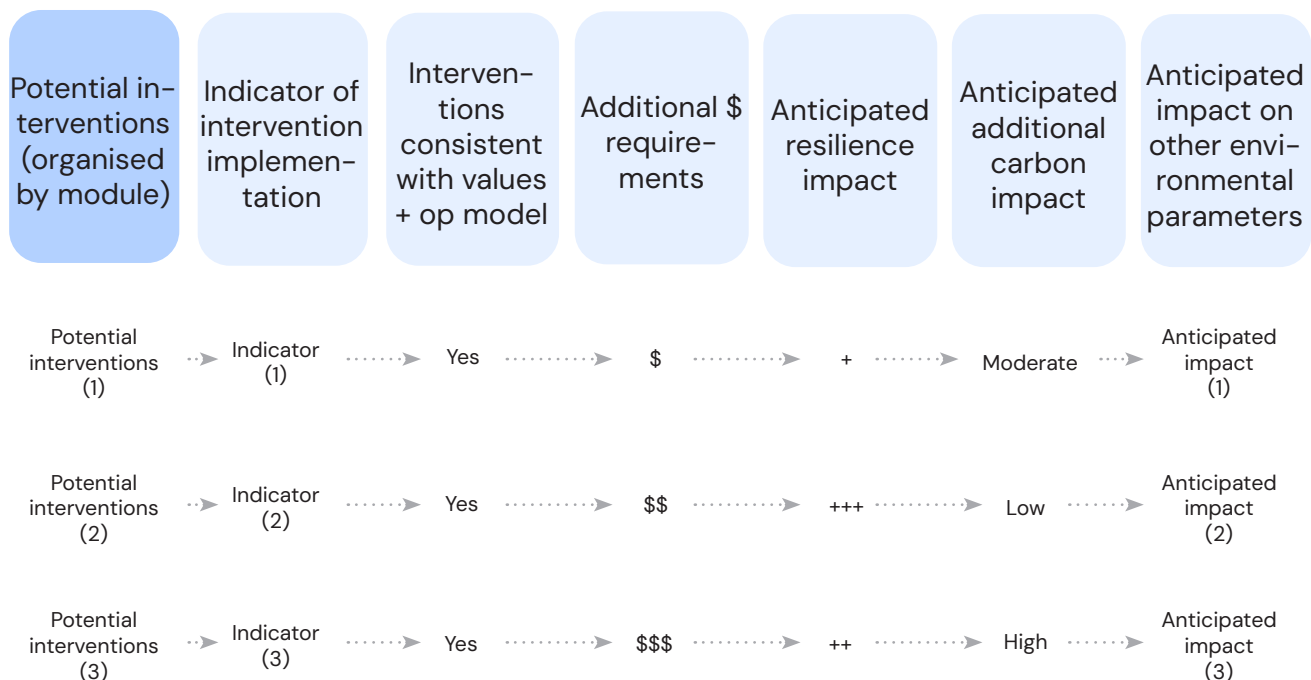 Potential in-
terventions
(organised
by module)
Indicator of
intervention
implemen-
tation
Interven-
tions
consistent
with values
+ op model
Additional $
require-
ments
Anticipated
resilience
impact
Anticipated
additional
carbon
impact
Anticipated
impact on
other envi-
ronmental
parameters
Potential
interventions
(1)
Indicator
(1)
Yes
$
+
Moderate
Anticipated
impact
(1)
Potential
interventions
(2)
Indicator
(2)
Yes
$$
+++
Low
Anticipated
impact
(2)
Potential
interventions
(3)
Indicator
(3)
Yes
$$$
++
High
Anticipated
impact
(3)